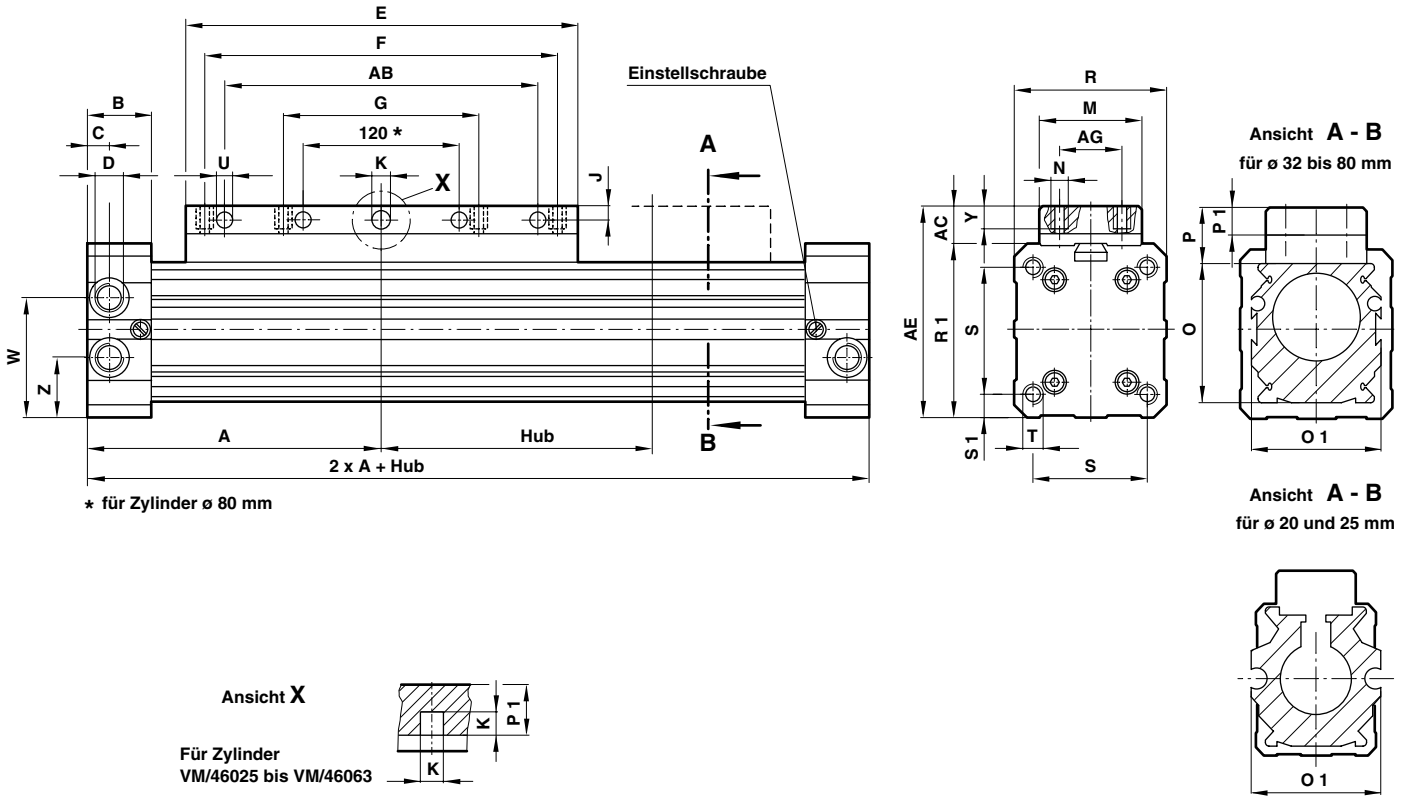 E
F
AB
G
120 *
K
U
B
C
D
X
J
Einstellschraube
A
B
W
Z
A
Hub
2 x A + Hub
* für Zylinder ø 80 mm
R
M
AG
N
AC
Y
AE
R 1
S
S 1
T
S
Ansicht A - B
für ø 32 bis 80 mm
P
P 1
O
O 1
Ansicht A - B
für ø 20 und 25 mm
O 1
Ansicht X
K
P 1
K
Für Zylinder
VM/46025 bis VM/46063